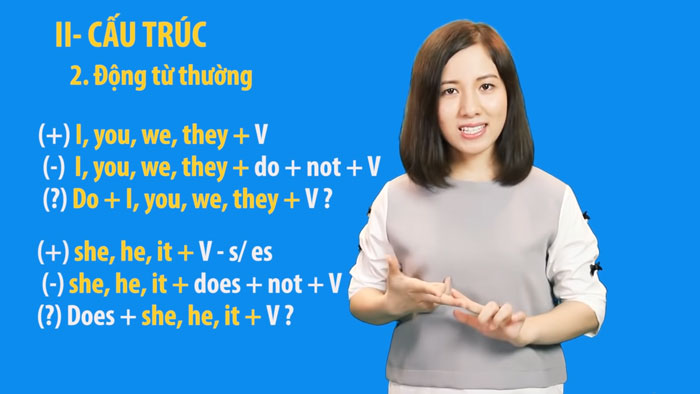 II- CẤU TRÚC
2. Động từ thường
(+) I, you, we, they + V
(-) I, you, we, they + do + not + V
(?) Do + I, you, we, they + V ?
(+) she, he, it + V - s/ es
(-) she, he, it + does + not + V
(?) Does + she, he, it + V ?